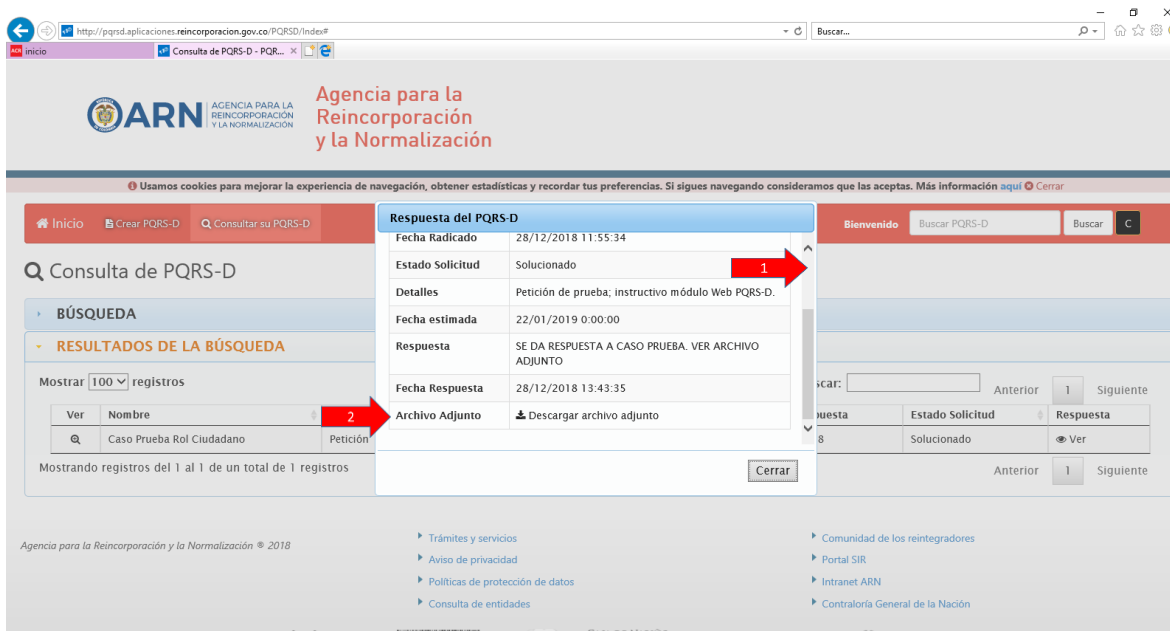 http://pqrsd.aplicaciones.reincorporacion.gov.co/PQRSD/Index#
Buscar...
ACR inicio
Consulta de PQRS-D - PQR...
ARN
AGENCIA PARA LA
REINCORPORACIÓN
Y LA NORMALIZACIÓN
Agencia para la
Reincorporación
y la Normalización
Usamos cookies para mejorar la experiencia de navegación, obtener estadísticas y recordar tus preferencias. Si sigues navegando consideramos que las aceptas. Más información aquí Cerrar
Inicio Crear PQRS-D Consultar su PQRS-D
Bienvenido Buscar PQRS-D Buscar C
Consulta de PQRS-D
BÚSQUEDA
RESULTADOS DE LA BÚSQUEDA
Mostrar 100 registros
Anterior 1 Siguiente
Ver Nombre
Estado Solicitud Respuesta
Caso Prueba Rol Ciudadano Petición
Solucionado Ver
Mostrando registros del 1 al 1 de un total de 1 registros
Anterior 1 Siguiente
Respuesta del PQRS-D
Fecha Radicado 28/12/2018 11:55:34
Estado Solicitud Solucionado
1
Detalles Petición de prueba; instructivo módulo Web PQRS-D.
Fecha estimada 22/01/2019 0:00:00
Respuesta SE DA RESPUESTA A CASO PRUEBA. VER ARCHIVO
ADJUNTO
Fecha Respuesta 28/12/2018 13:43:35
2
Archivo Adjunto Descargar archivo adjunto
Cerrar
Agencia para la Reincorporación y la Normalización ® 2018
Trámites y servicios
Aviso de privacidad
Políticas de protección de datos
Consulta de entidades
Comunidad de los reintegradores
Portal SIR
Intranet ARN
Contraloría General de la Nación